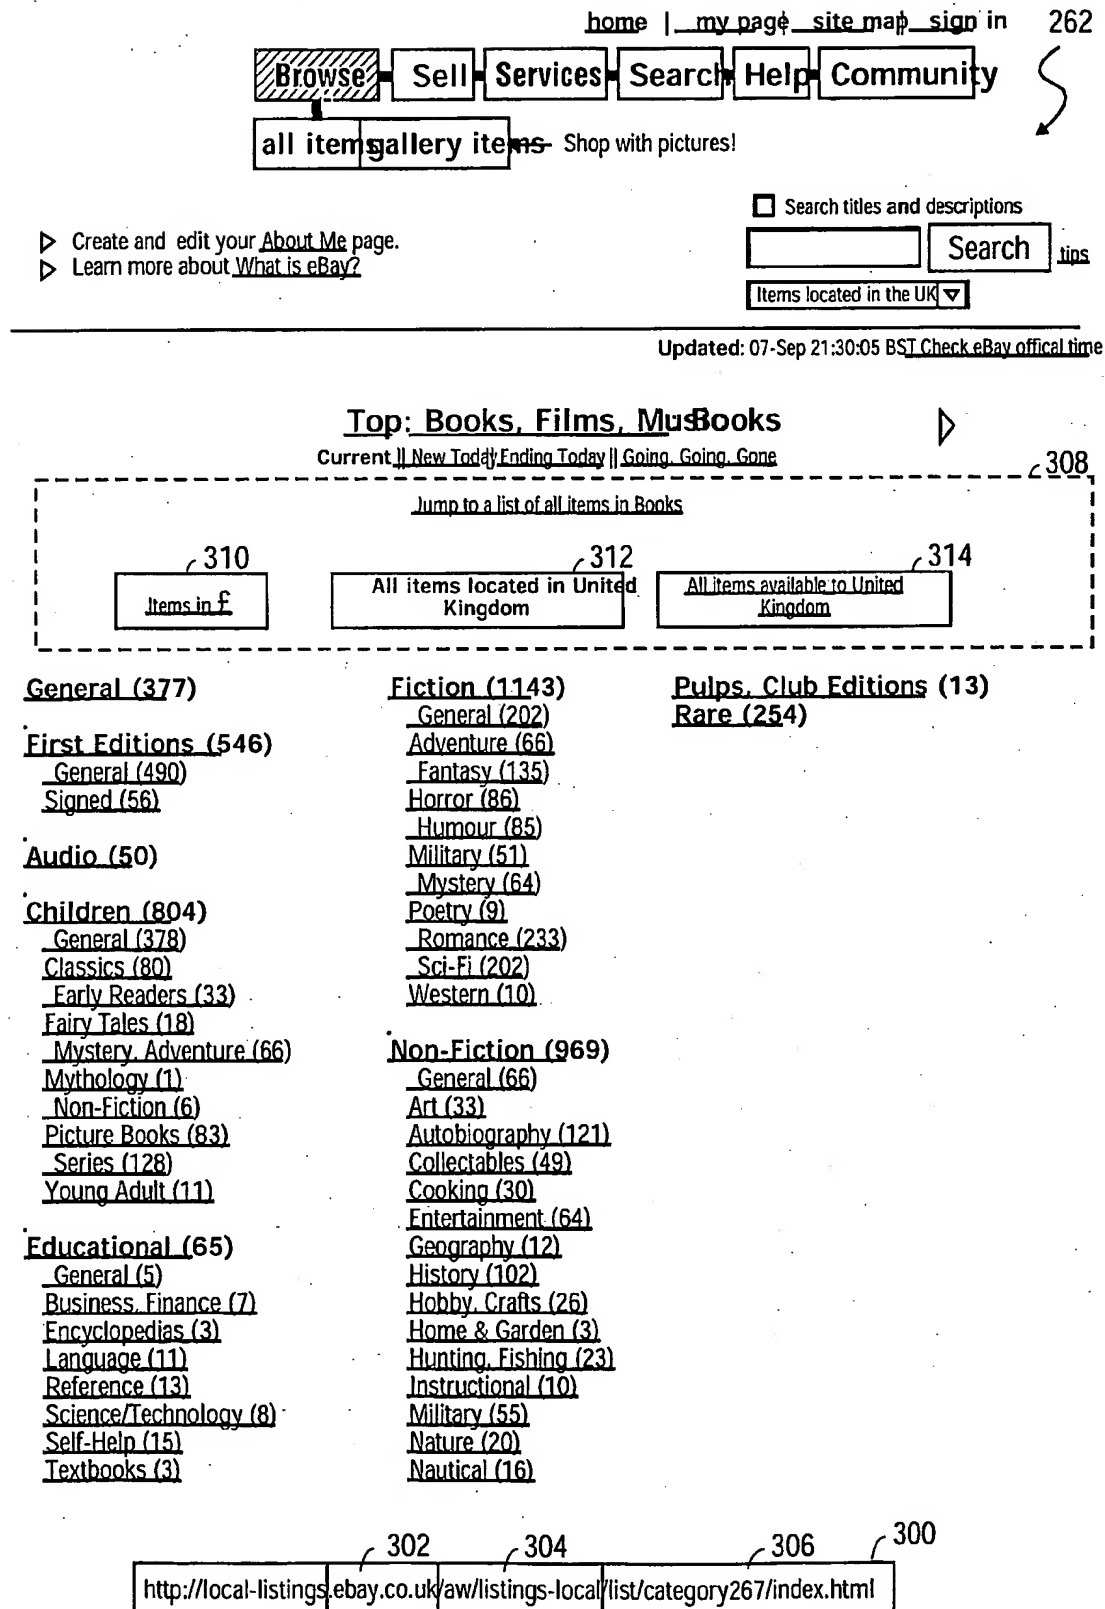 home | my page site map sign in 262
Browse Sell Services Search Help Community
all items gallery items Shop with pictures!
Search titles and descriptions
Create and edit your About Me page.
Learn more about What is eBay?
Search tips
Items located in the UK
Updated: 07-Sep 21:30:05 BST Check eBay offical time
Top: Books, Films, Music Books
Current || New Today || Ending Today || Going, Going, Gone
308
Jump to a list of all items in Books
310 312 314
Items in £
All items located in United
Kingdom
All items available to United
Kingdom
General (377)
First Editions (546)
General (490)
Signed (56)
Audio (50)
Children (804)
General (378)
Classics (80)
Early Readers (33)
Fairy Tales (18)
Mystery, Adventure (66)
Mythology (1)
Non-Fiction (6)
Picture Books (83)
Series (128)
Young Adult (11)
Educational (65)
General (5)
Business, Finance (7)
Encyclopedias (3)
Language (11)
Reference (13)
Science/Technology (8)
Self-Help (15)
Textbooks (3)
Fiction (1143)
General (202)
Adventure (66)
Fantasy (135)
Horror (86)
Humour (85)
Military (51)
Mystery (64)
Poetry (9)
Romance (233)
Sci-Fi (202)
Western (10)
Non-Fiction (969)
General (66)
Art (33)
Autobiography (121)
Collectables (49)
Cooking (30)
Entertainment (64)
Geography (12)
History (102)
Hobby, Crafts (26)
Home & Garden (3)
Hunting, Fishing (23)
Instructional (10)
Military (55)
Nature (20)
Nautical (16)
Pulps, Club Editions (13)
Rare (254)
302 304 306 300
http://local-listings.ebay.co.uk/aw/listings-local/list/category267/index.html